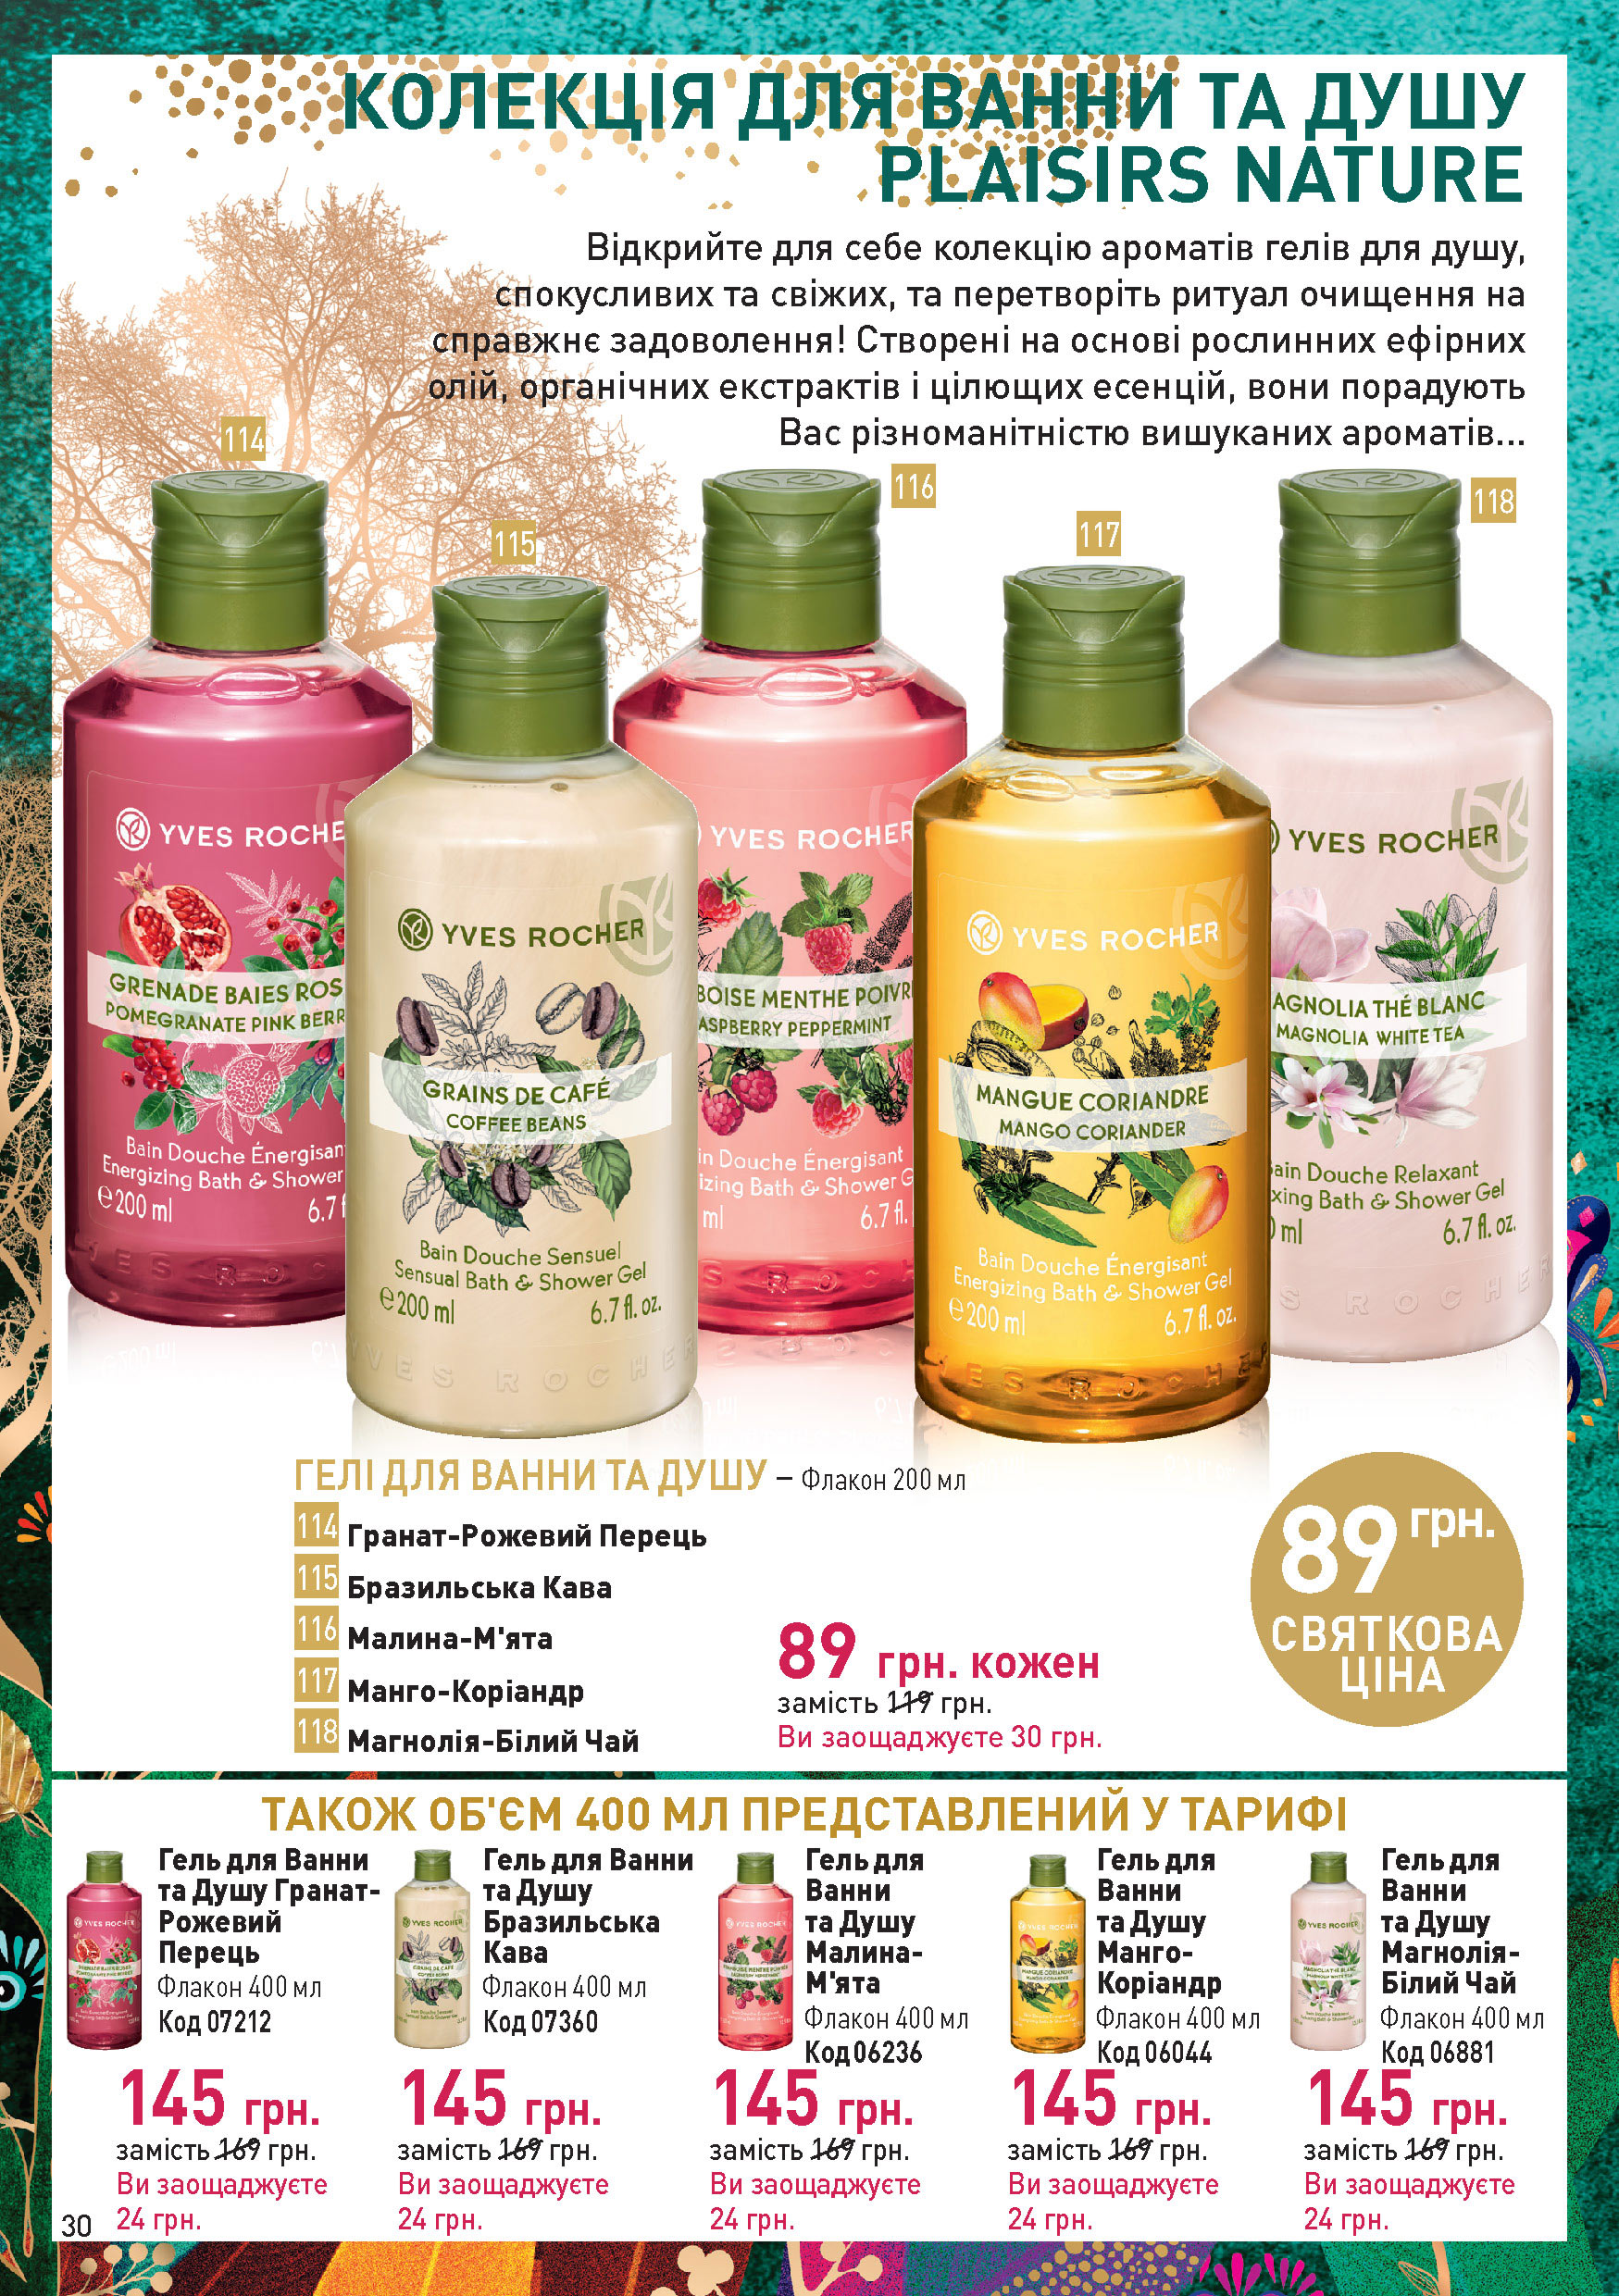 КОЛЕКЦІЯ ДЛЯ ВАННИ ТА ДУШУ
PLAISIRS NATURE
Відкрийте для себе колекцію ароматів гелів для душу,
спокусливих та свіжих, та перетворіть ритуал очищення на
справжнє задоволення! Створені на основі рослинних ефірних
олій, органічних екстрактів і цілющих есенцій, вони порадують
Вас різноманітністю вишуканих ароматів...
114
115
116
117
118
YVES ROCHE
GRENADE BAIES ROS
POMEGRANATE PINK BERR
Bain Douche Énergisan
Energizing Bath & Shower
e 200 ml 6.7 f
YVES ROCHER
GRAINS DE CAFÉ
COFFEE BEANS
Bain Douche Sensuel
Sensual Bath & Shower Gel
e 200 ml 6.7 fl. oz.
YVES ROCHER
YVES ROCHER
BOISE MENTHE POIVR
ASPBERRY PEPPERMINT
in Douche Énergisant
izing Bath & Shower G
ml 6.7 fl.
YVES ROCHER
MANGUE CORIANDRE
MANGO CORIANDER
Bain Douche Énergisant
Energizing Bath & Shower Gel
e 200 ml 6.7 fl. oz.
YVES ROCHER
YVES ROCHER
AGNOLIA THÉ BLANC
MAGNOLIA WHITE TEA
ain Douche Relaxant
xing Bath & Shower Gel
ml 6.7 fl. oz.
S ROCHER
ГЕЛІ ДЛЯ ВАННИ ТА ДУШУ – Флакон 200 мл
114 Гранат-Рожевий Перець
115 Бразильська Кава
116 Малина-М'ята
117 Манго-Коріандр
118 Магнолія-Білий Чай
89 грн. кожен
замість 119 грн.
Ви заощаджуєте 30 грн.
89 грн.
СВЯТКОВА
ЦІНА
ТАКОЖ ОБ'ЄМ 400 МЛ ПРЕДСТАВЛЕНИЙ У ТАРИФІ
Гель для Ванни
та Душу Гранат-
Рожевий
Перець
Флакон 400 мл
Код 07212
145 грн.
замість 169 грн.
Ви заощаджуєте
24 грн.
Гель для Ванни
та Душу
Бразильська
Кава
Флакон 400 мл
Код 07360
145 грн.
замість 169 грн.
Ви заощаджуєте
24 грн.
Гель для
Ванни
та Душу
Малина-
М'ята
Флакон 400 мл
Код 06236
145 грн.
замість 169 грн.
Ви заощаджуєте
24 грн.
Гель для
Ванни
та Душу
Манго-
Коріандр
Флакон 400 мл
Код 06044
145 грн.
замість 169 грн.
Ви заощаджуєте
24 грн.
Гель для
Ванни
та Душу
Магнолія-
Білий Чай
Флакон 400 мл
Код 06881
145 грн.
замість 169 грн.
Ви заощаджуєте
24 грн.
30